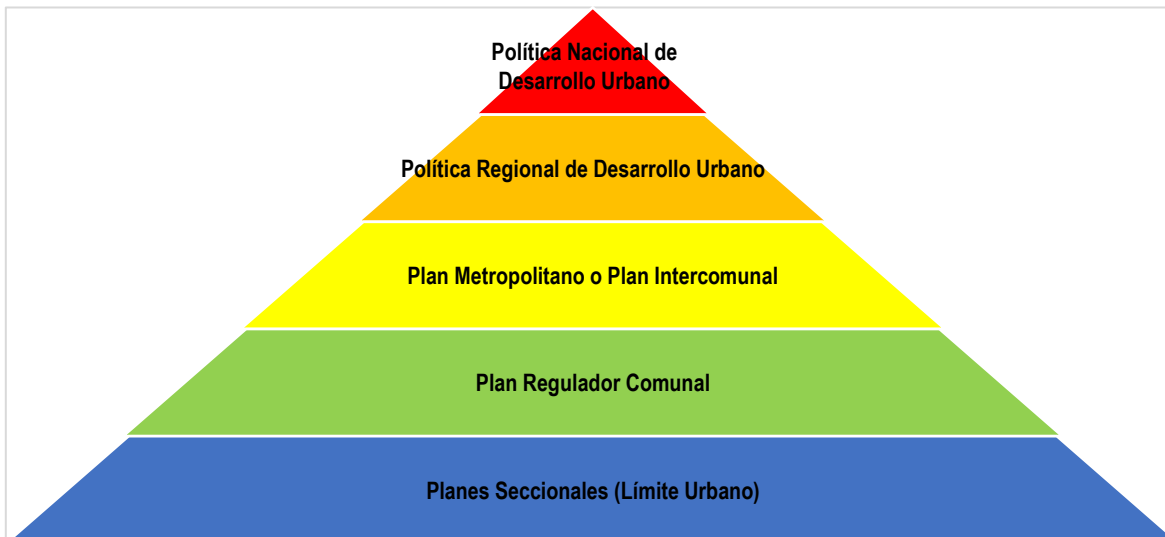 Política Nacional de
Desarrollo Urbano
Política Regional de Desarrollo Urbano
Plan Metropolitano o Plan Intercomunal
Plan Regulador Comunal
Planes Seccionales (Límite Urbano)